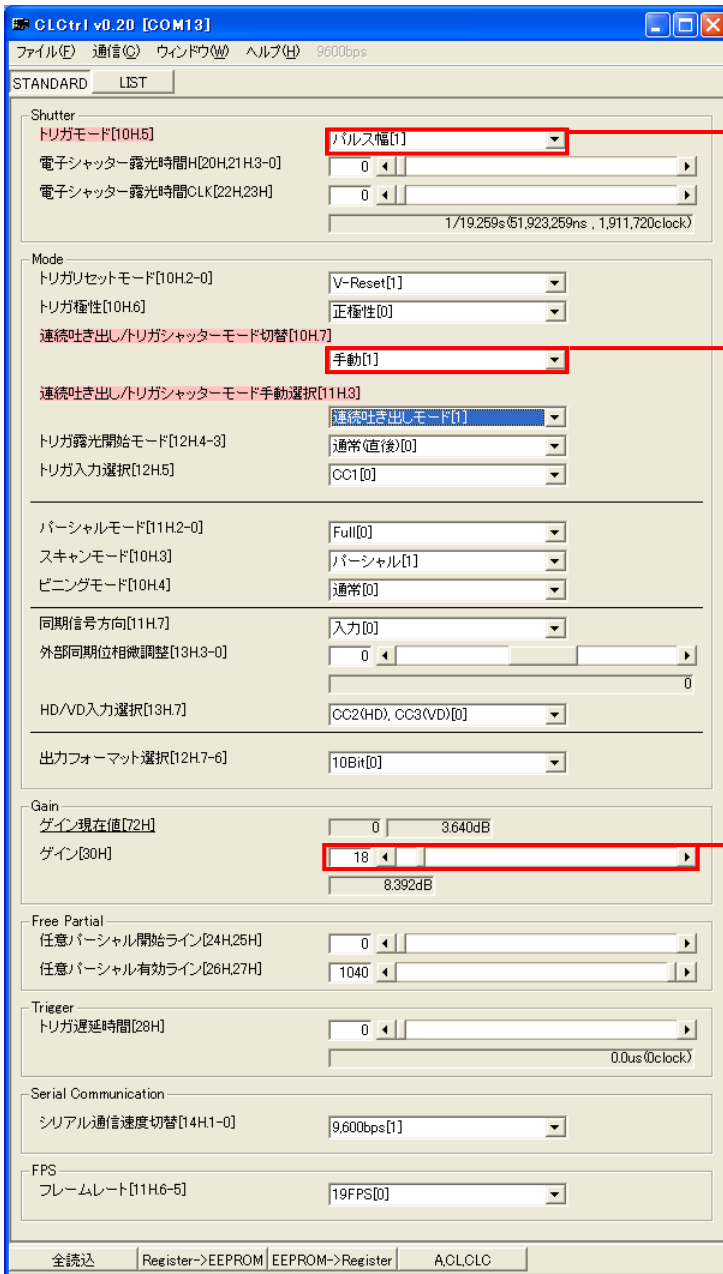 CLCtrl v0.20 [COM13]
ファイル(F) 通信(C) ウィンドウ(W) ヘルプ(H) 9600bps
STANDARD LIST
Shutter
トリガモード[10H.5] パルス幅[1]
電子シャッター露光時間H[20H,21H.3-0] 0
電子シャッター露光時間CLK[22H,23H] 0
1/19.259s(51,923,259ns , 1,911,720clock)
Mode
トリガリセットモード[10H.2-0] V-Reset[1]
トリガ極性[10H.6] 正極性[0]
連続吐き出し/トリガシャッターモード切替[10H.7]
手動[1]
連続吐き出し/トリガシャッターモード手動選択[11H.3]
連続吐き出しモード[1]
トリガ露光開始モード[12H.4-3] 通常(直後)[0]
トリガ入力選択[12H.5] CC1[0]
パーシャルモード[11H.2-0] Full[0]
スキャンモード[10H.3] パーシャル[1]
ビニングモード[10H.4] 通常[0]
同期信号方向[11H.7] 入力[0]
外部同期位相微調整[13H.3-0] 0
0
HD/VD入力選択[13H.7] CC2(HD), CC3(VD)[0]
出力フォーマット選択[12H.7-6] 10Bit[0]
Gain
ゲイン現在値[72H] 0 3.640dB
ゲイン[30H] 18
8.392dB
Free Partial
任意パーシャル開始ライン[24H,25H] 0
任意パーシャル有効ライン[26H,27H] 1040
Trigger
トリガ遅延時間[28H] 0
0.0us(0clock)
Serial Communication
シリアル通信速度切替[14H.1-0] 9,600bps[1]
FPS
フレームレート[11H.6-5] 19FPS[0]
全読込 Register->EEPROM EEPROM->Register A,CL,CLC